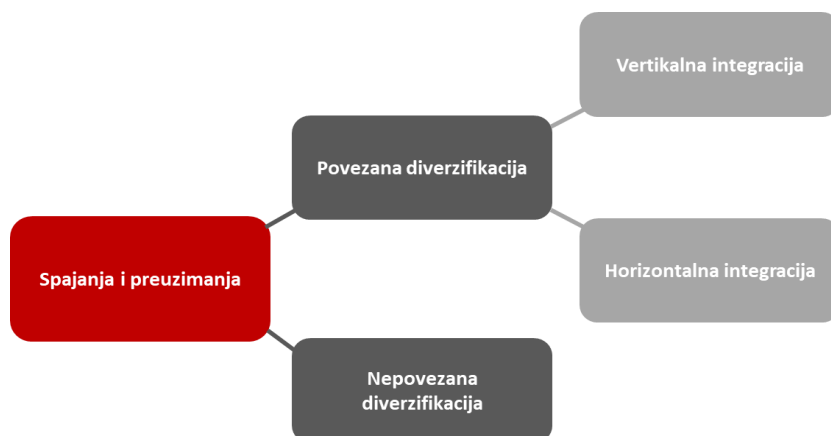 Vertikalna integracija
Povezana diverzifikacija
Horizontalna integracija
Spajanja i preuzimanja
Nepovezana
diverzifikacija